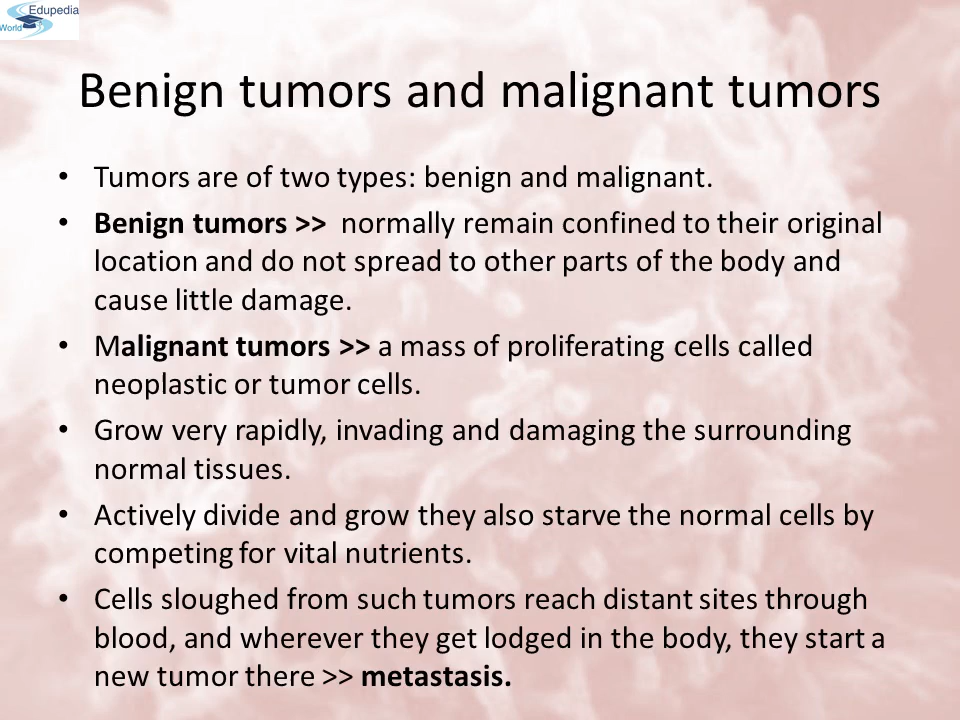 Edupedia
World
Benign tumors and malignant tumors
• Tumors are of two types: benign and malignant.
• Benign tumors >> normally remain confined to their original
location and do not spread to other parts of the body and
cause little damage.
• Malignant tumors >> a mass of proliferating cells called
neoplastic or tumor cells.
• Grow very rapidly, invading and damaging the surrounding
normal tissues.
• Actively divide and grow they also starve the normal cells by
competing for vital nutrients.
• Cells sloughed from such tumors reach distant sites through
blood, and wherever they get lodged in the body, they start a
new tumor there >> metastasis.